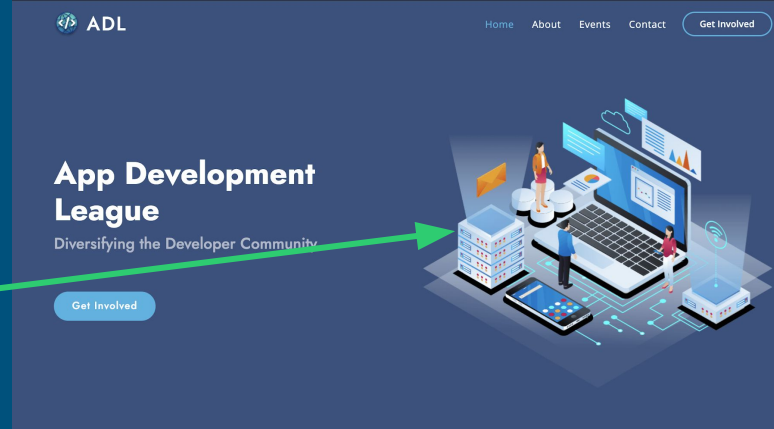 </> ADL
Home About Events Contact Get Involved
App Development
League
Diversifying the Developer Community
Get Involved